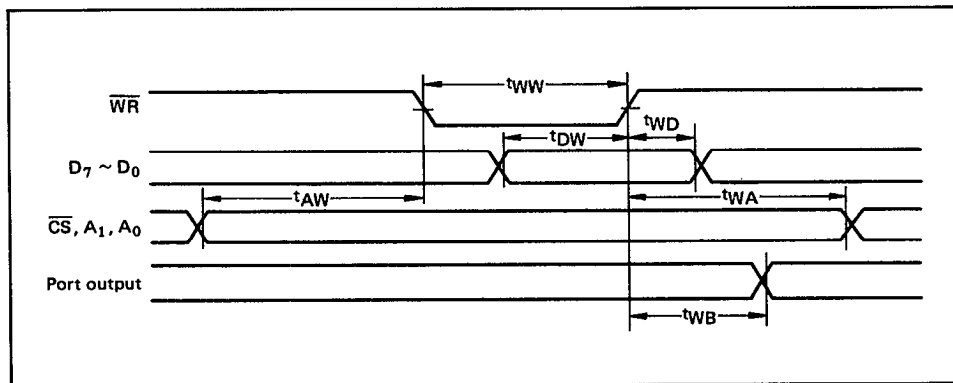 tWW
WR
tDW
tWD
D7 ~ D0
tAW
tWA
CS, A1, A0
Port output
tWB